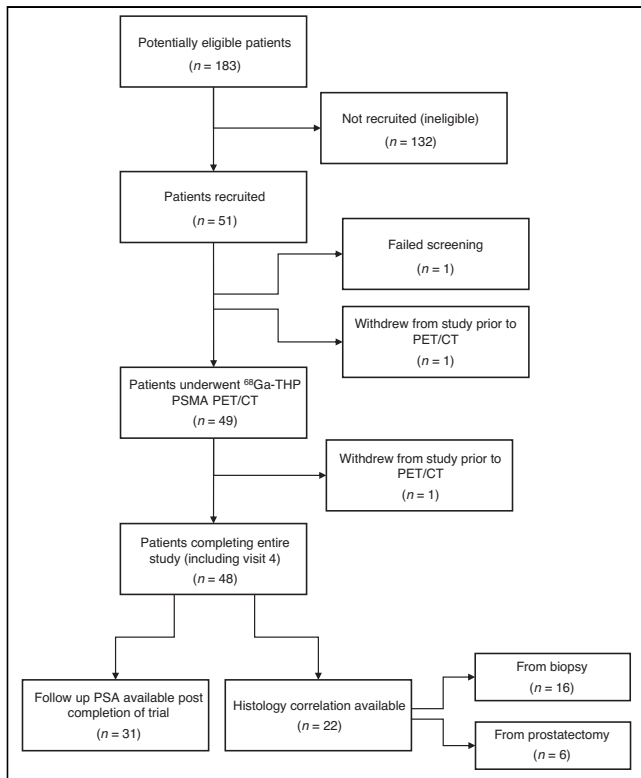 Potentially eligible patients
(n = 183)
Not recruited (ineligible)
(n = 132)
Patients recruited
(n = 51)
Failed screening
(n = 1)
Withdrew from study prior to
PET/CT
(n = 1)
Patients underwent ⁶⁸Ga-THP
PSMA PET/CT
(n = 49)
Withdrew from study prior to
PET/CT
(n = 1)
Patients completing entire
study (including visit 4)
(n = 48)
Follow up PSA available post
completion of trial
(n = 31)
Histology correlation available
(n = 22)
From biopsy
(n = 16)
From prostatectomy
(n = 6)